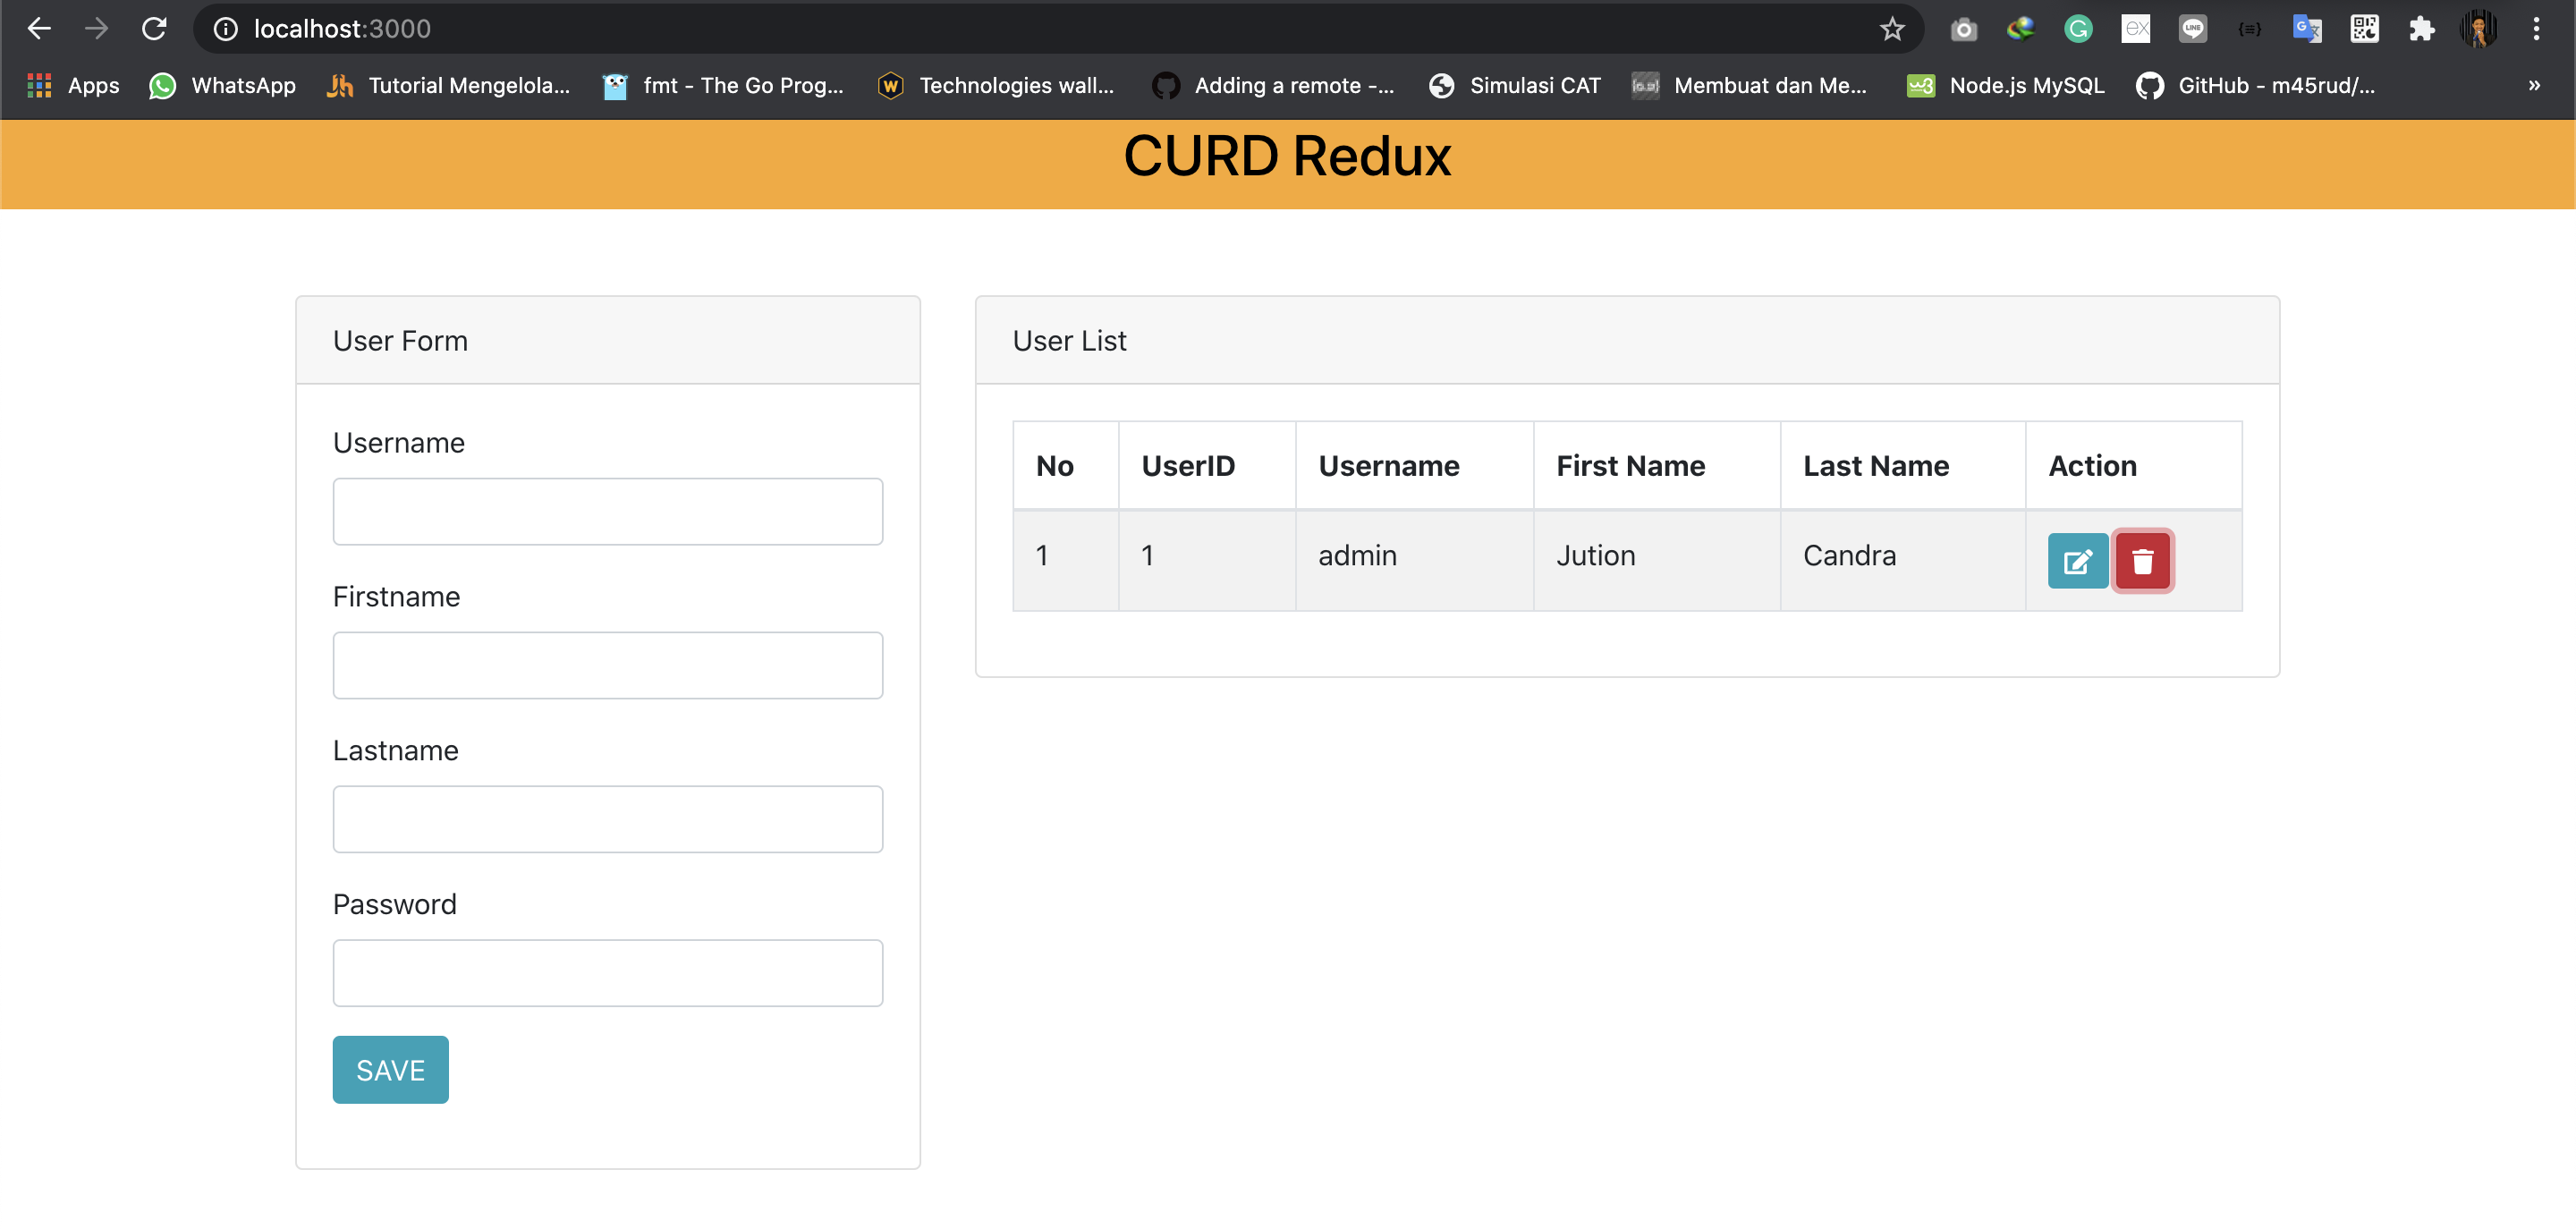 localhost:3000
Apps WhatsApp Tutorial Mengelola... fmt - The Go Prog... Technologies wall... Adding a remote -... Simulasi CAT Membuat dan Me... Node.js MySQL GitHub - m45rud/... »
CURD Redux
User Form
Username
Firstname
Lastname
Password
SAVE
User List
No UserID Username First Name Last Name Action
1 1 admin Jution Candra